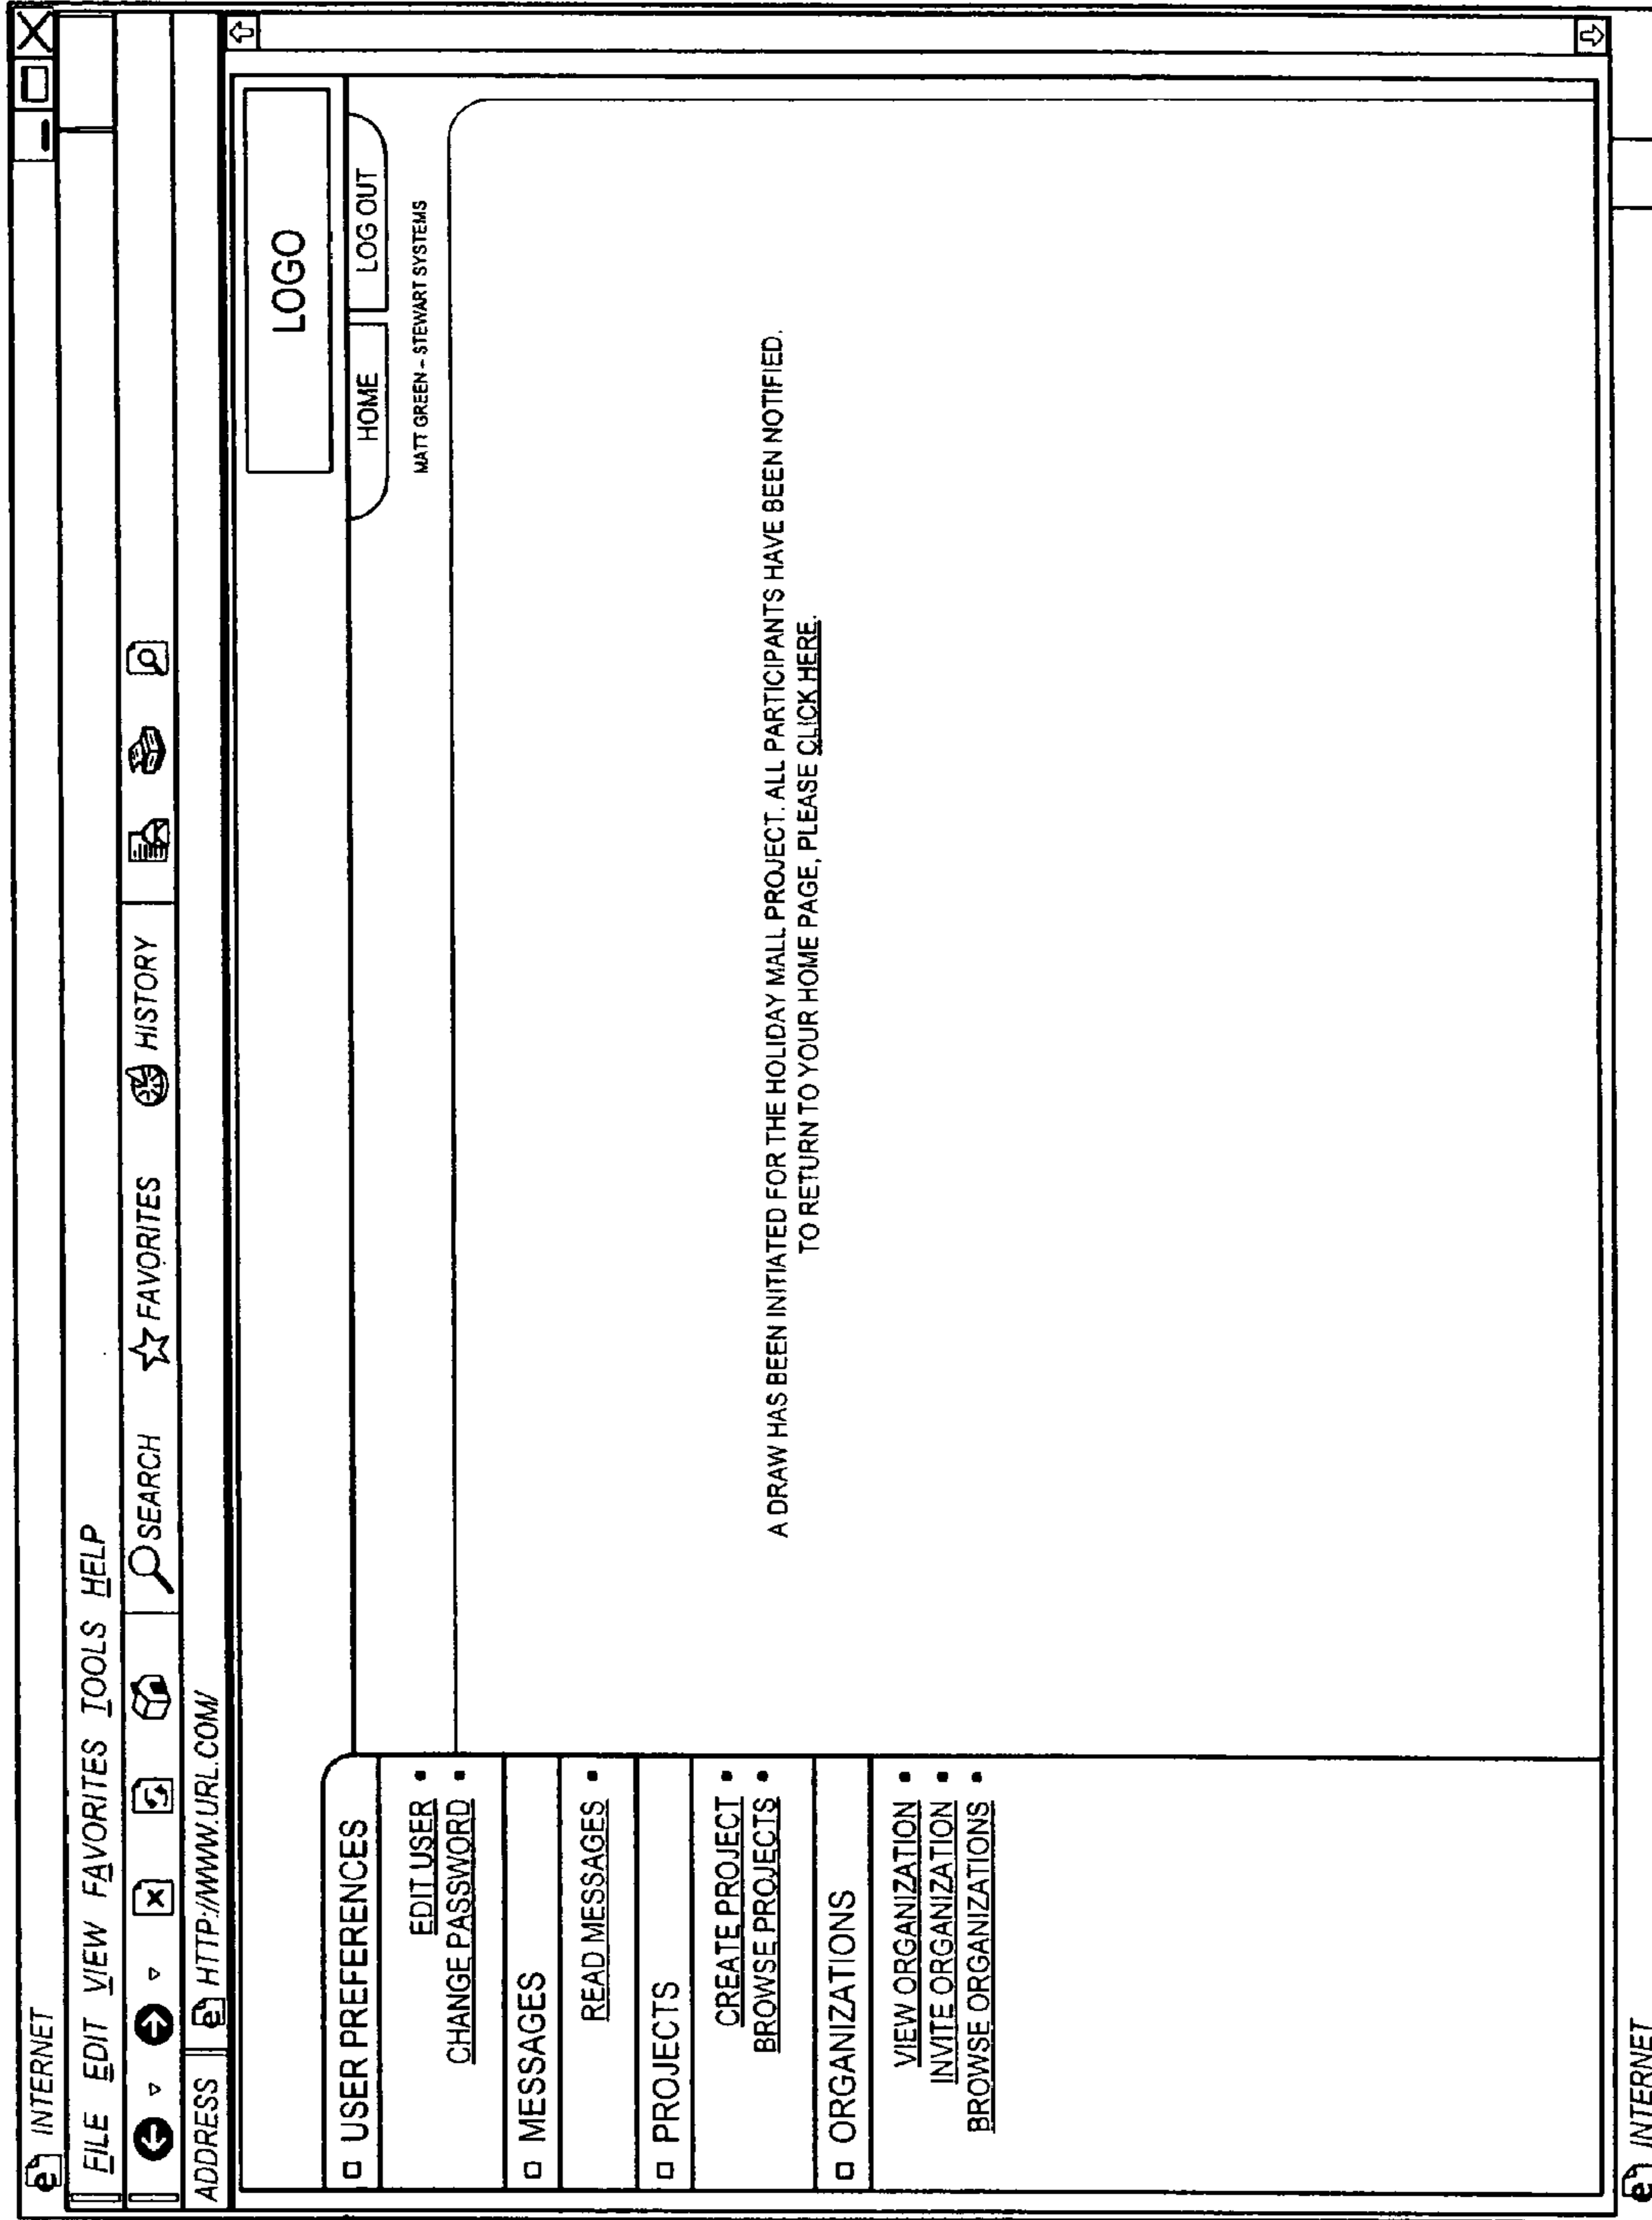 INTERNET
FILE EDIT VIEW FAVORITES TOOLS HELP
SEARCH FAVORITES HISTORY
ADDRESS HTTP://WWW.URL.COM/
LOGO
HOME LOG OUT
MATT GREEN - STEWART SYSTEMS
USER PREFERENCES
EDIT USER
CHANGE PASSWORD
MESSAGES
READ MESSAGES
PROJECTS
CREATE PROJECT
BROWSE PROJECTS
ORGANIZATIONS
VIEW ORGANIZATION
INVITE ORGANIZATION
BROWSE ORGANIZATIONS
A DRAW HAS BEEN INITIATED FOR THE HOLIDAY MALL PROJECT. ALL PARTICIPANTS HAVE BEEN NOTIFIED.
TO RETURN TO YOUR HOME PAGE, PLEASE CLICK HERE.
INTERNET